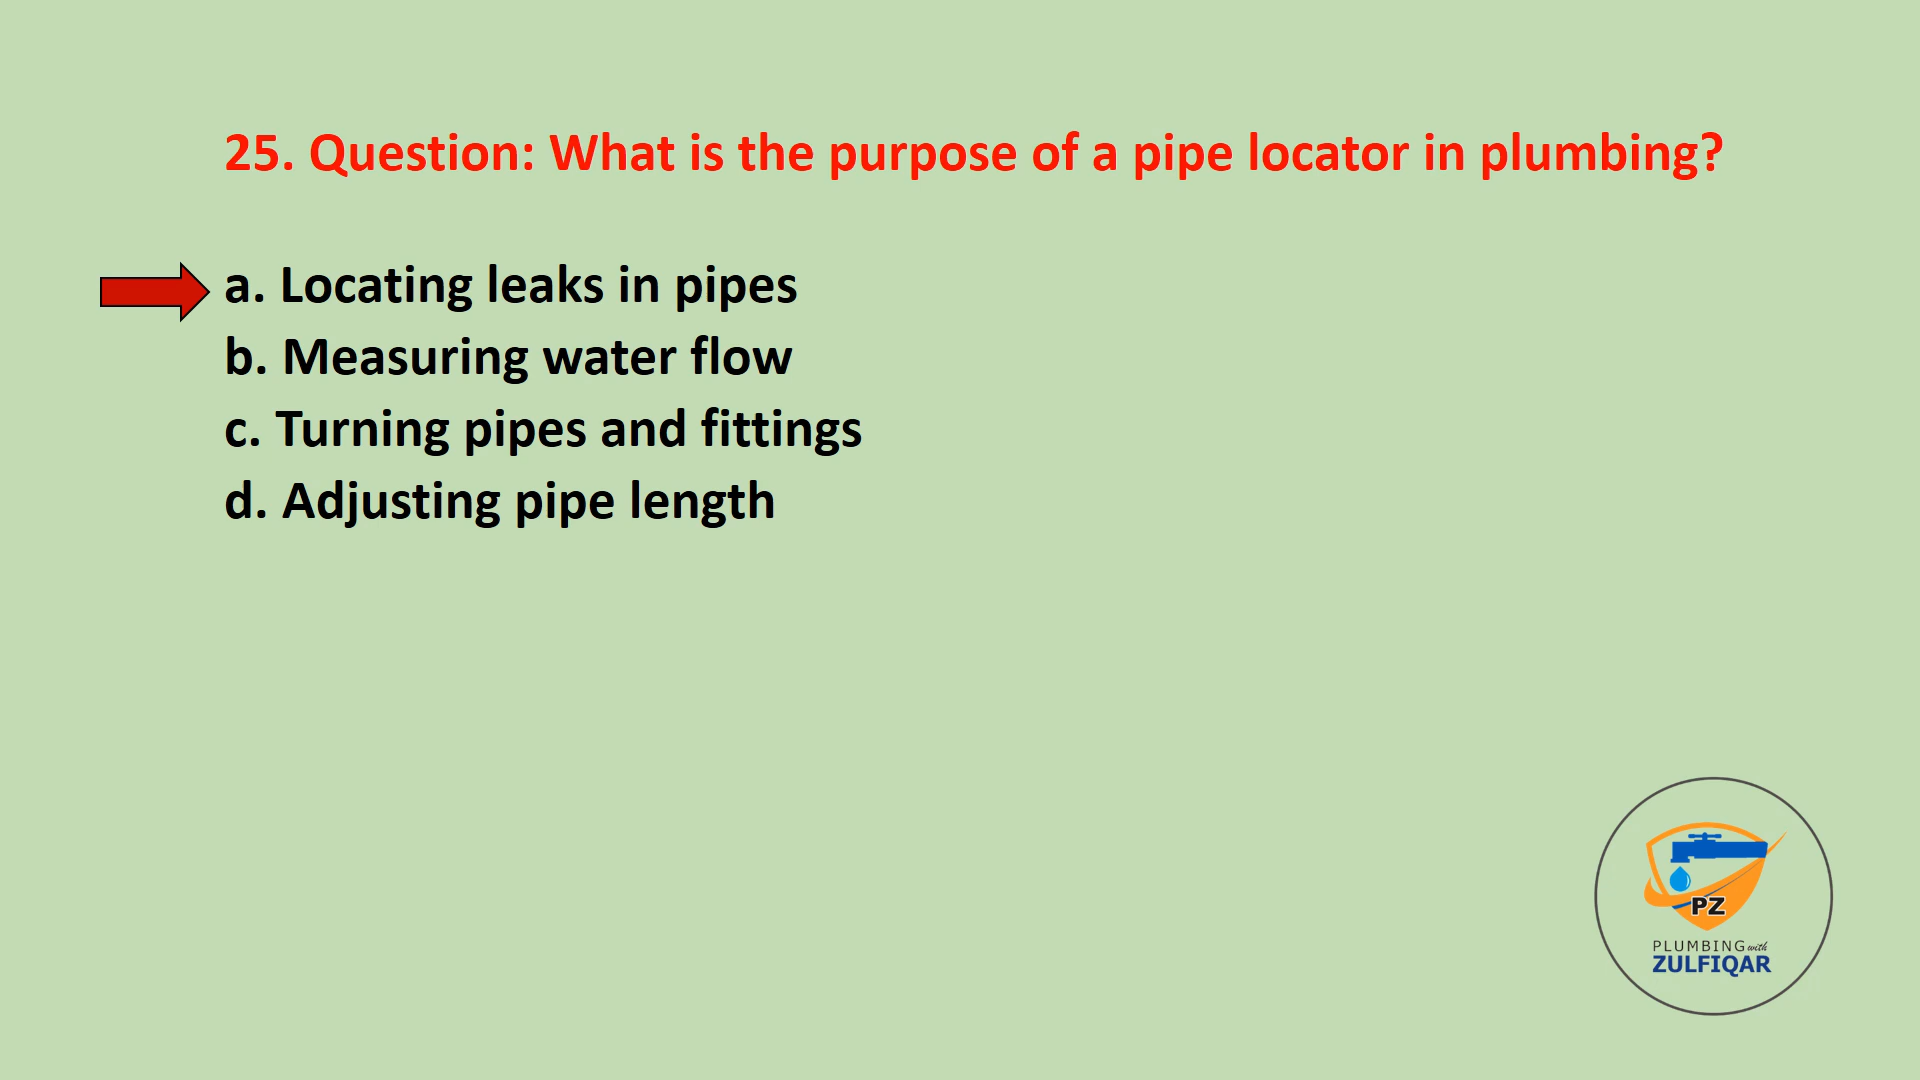 25. Question: What is the purpose of a pipe locator in plumbing?
a. Locating leaks in pipes
b. Measuring water flow
c. Turning pipes and fittings
d. Adjusting pipe length
PZ
PLUMBING with
ZULFIQAR